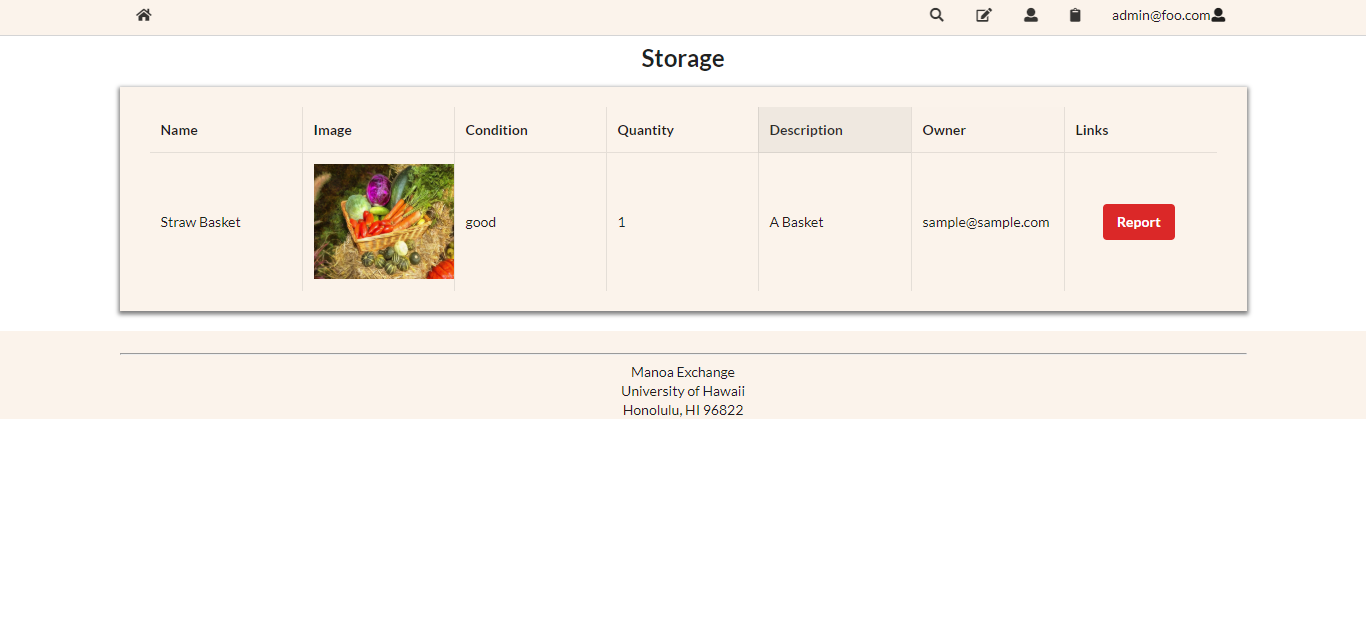 admin@foo.com
Storage
Name Image Condition Quantity Description Owner Links
Straw Basket good 1 A Basket sample@sample.com Report
Manoa Exchange
University of Hawaii
Honolulu, HI 96822